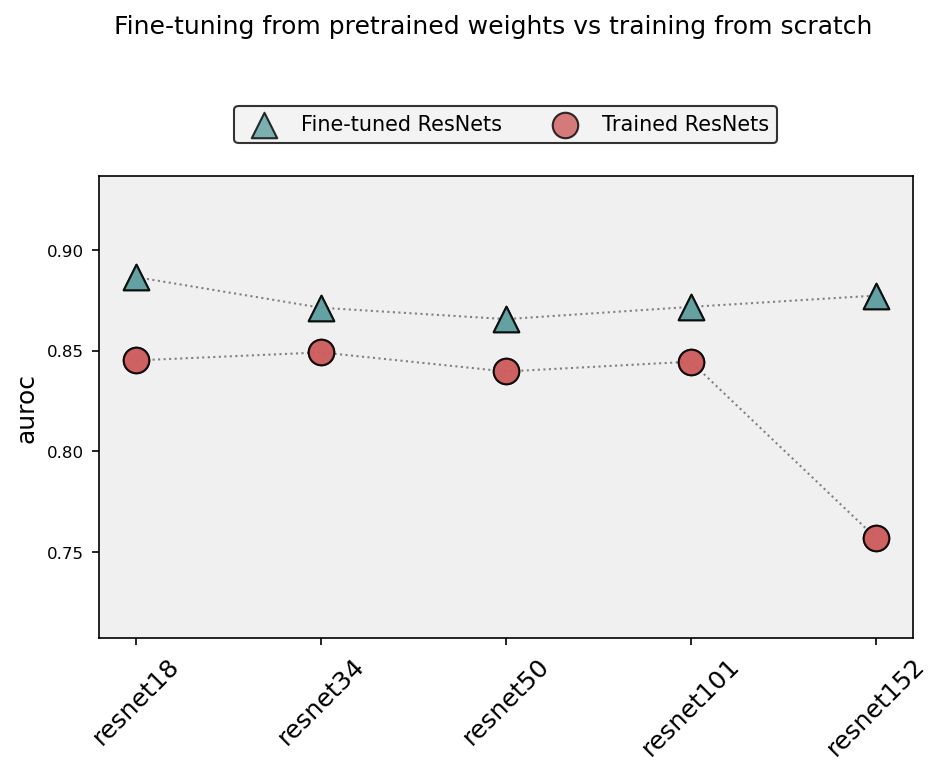 Fine-tuning from pretrained weights vs training from scratch
Fine-tuned ResNets Trained ResNets
0.90
0.85
0.80
0.75
auroc
resnet18 resnet34 resnet50 resnet101 resnet152